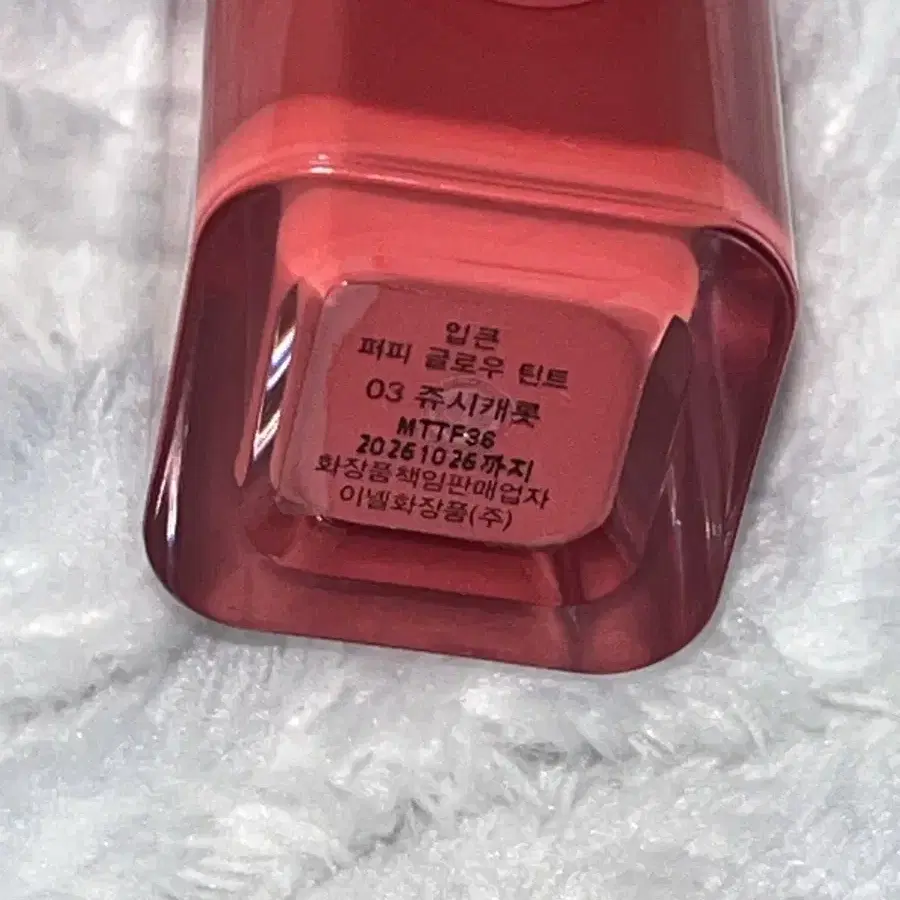 입큰
퍼피 글로우 틴트
03 쥬시캐롯
MTTF36
20261026까지
화장품책임판매업자
이넬화장품(주)